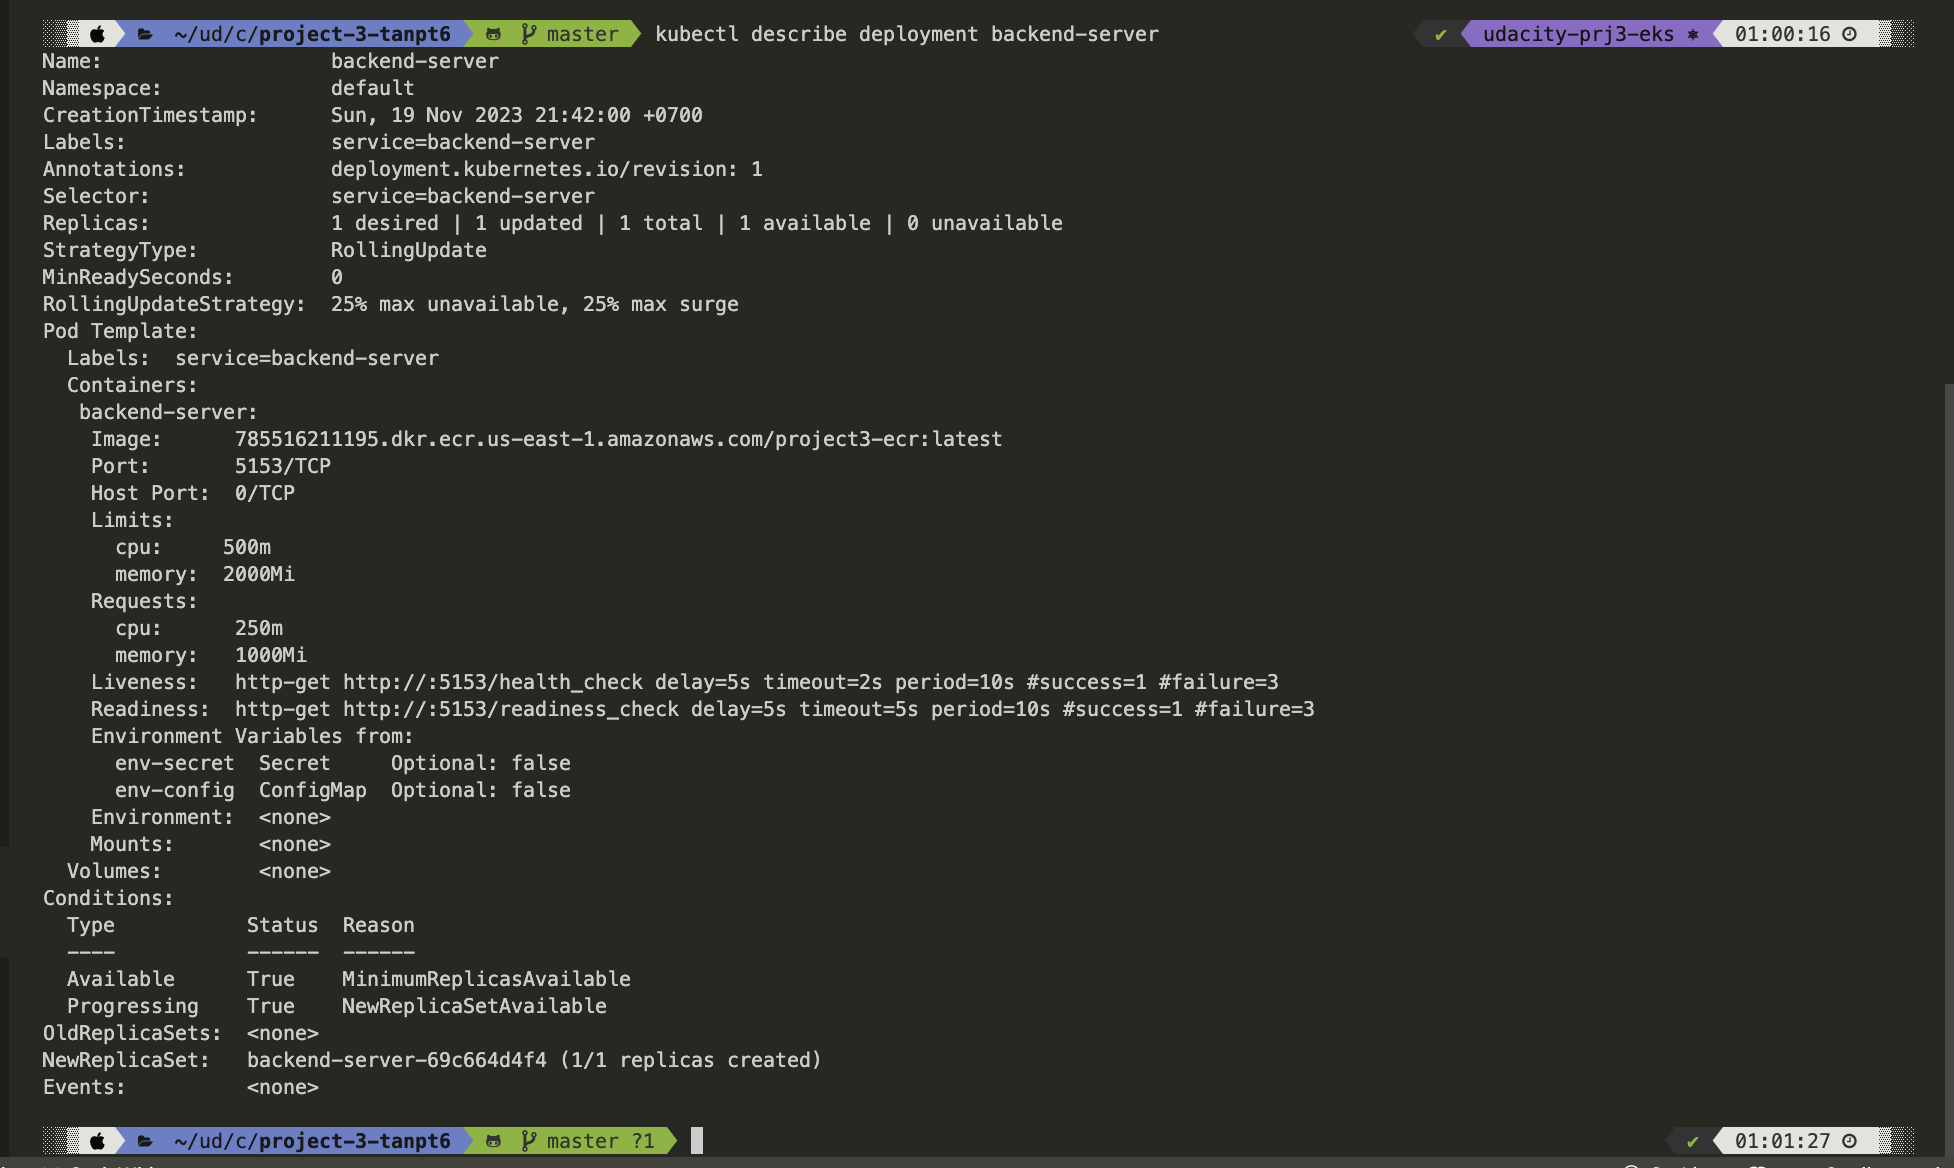 ~/ud/c/project-3-tanpt6 master kubectl describe deployment backend-server ✔ udacity-prj3-eks 01:00:16
Name:                   backend-server
Namespace:              default
CreationTimestamp:      Sun, 19 Nov 2023 21:42:00 +0700
Labels:                 service=backend-server
Annotations:            deployment.kubernetes.io/revision: 1
Selector:               service=backend-server
Replicas:               1 desired | 1 updated | 1 total | 1 available | 0 unavailable
StrategyType:           RollingUpdate
MinReadySeconds:        0
RollingUpdateStrategy:  25% max unavailable, 25% max surge
Pod Template:
  Labels:  service=backend-server
  Containers:
   backend-server:
    Image:      785516211195.dkr.ecr.us-east-1.amazonaws.com/project3-ecr:latest
    Port:       5153/TCP
    Host Port:  0/TCP
    Limits:
      cpu:     500m
      memory:  2000Mi
    Requests:
      cpu:      250m
      memory:   1000Mi
    Liveness:   http-get http://:5153/health_check delay=5s timeout=2s period=10s #success=1 #failure=3
    Readiness:  http-get http://:5153/readiness_check delay=5s timeout=5s period=10s #success=1 #failure=3
    Environment Variables from:
      env-secret  Secret     Optional: false
      env-config  ConfigMap  Optional: false
    Environment:  <none>
    Mounts:       <none>
  Volumes:        <none>
Conditions:
  Type           Status  Reason
  ----           ------  ------
  Available      True    MinimumReplicasAvailable
  Progressing    True    NewReplicaSetAvailable
OldReplicaSets:  <none>
NewReplicaSet:   backend-server-69c664d4f4 (1/1 replicas created)
Events:          <none>
~/ud/c/project-3-tanpt6 master ?1 ✔ 01:01:27